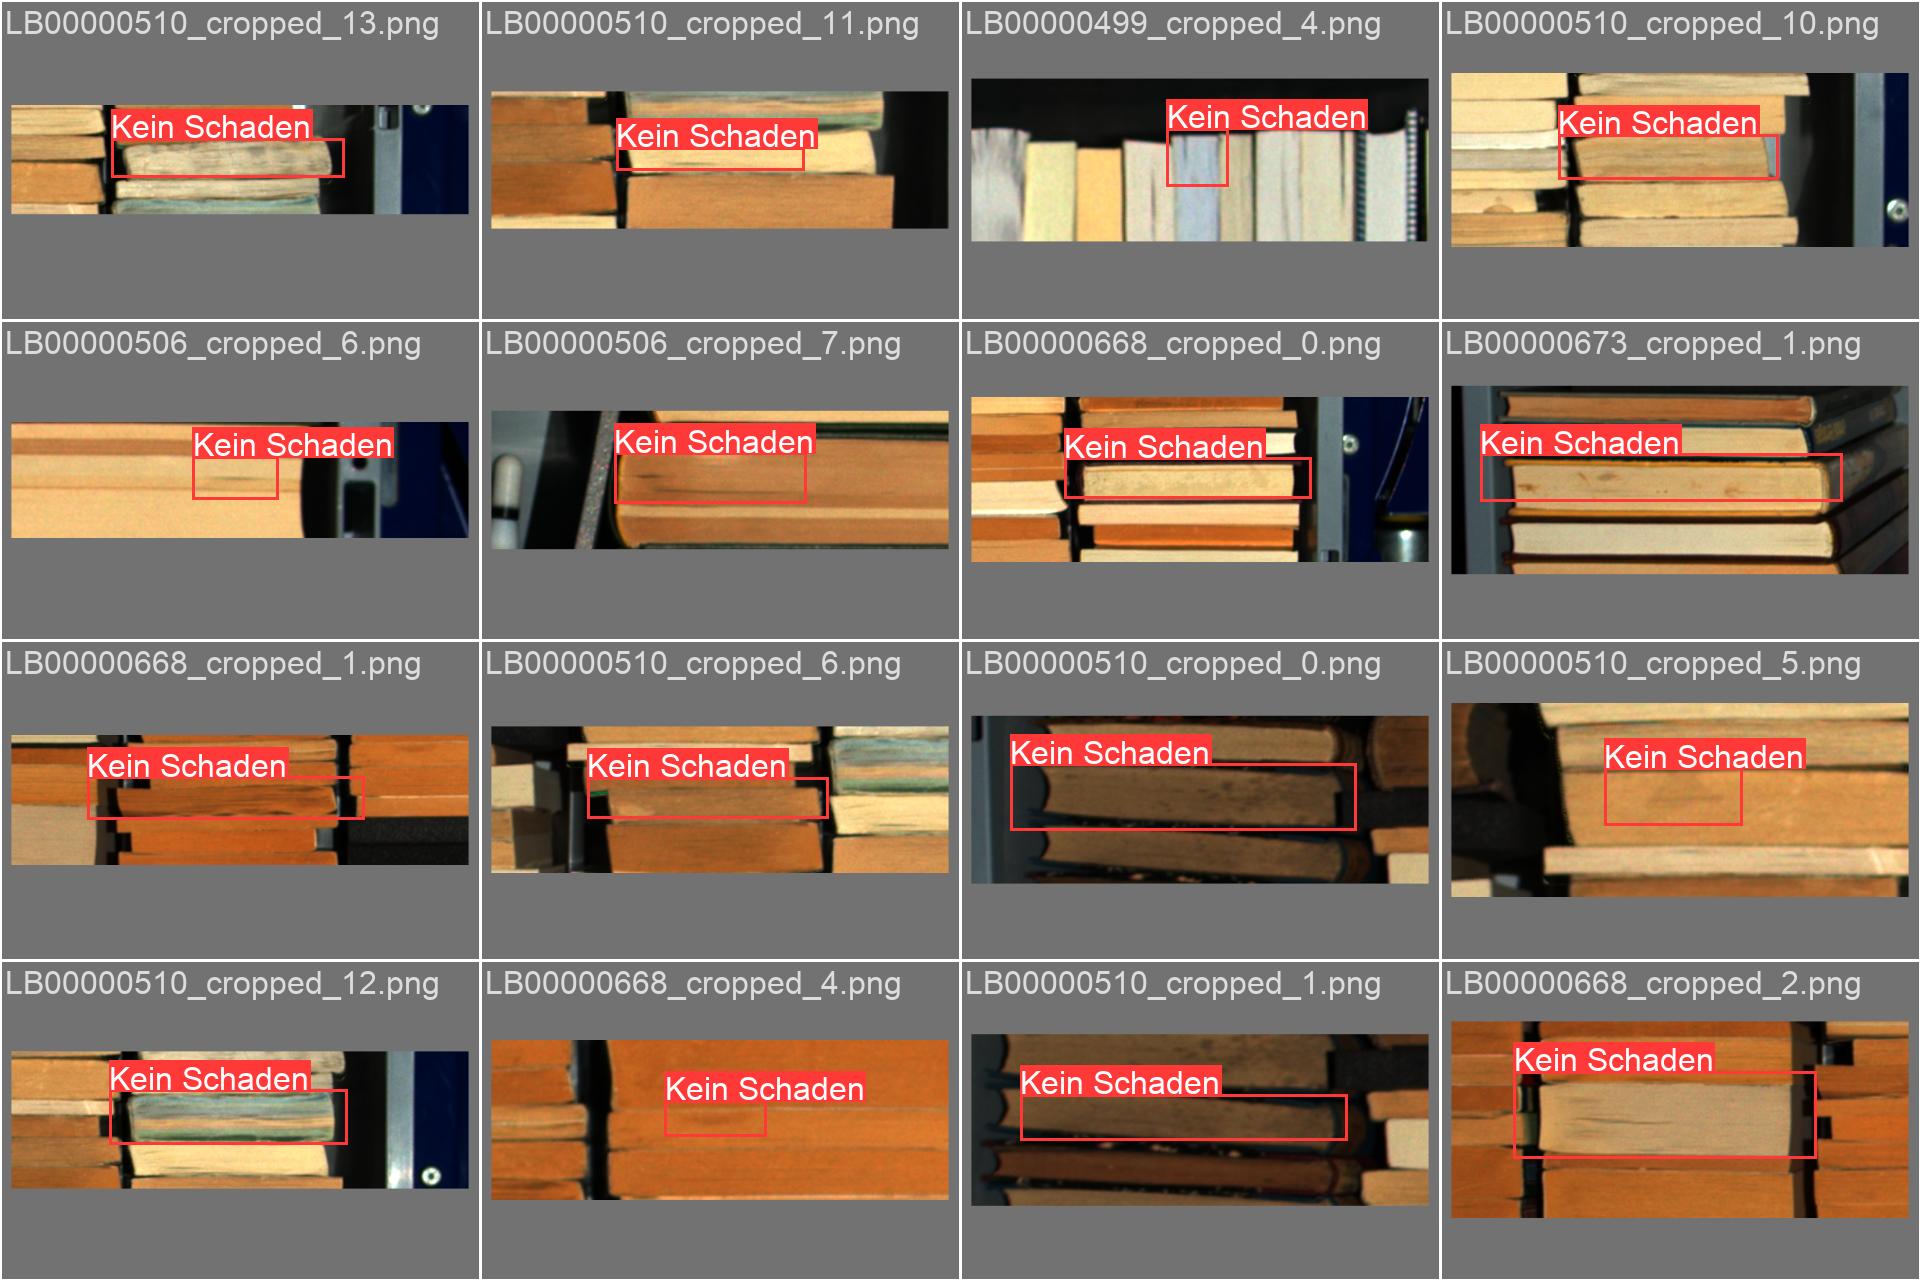 LB00000510_cropped_13.png
Kein Schaden
LB00000510_cropped_11.png
Kein Schaden
LB00000499_cropped_4.png
Kein Schaden
LB00000510_cropped_10.png
Kein Schaden
LB00000506_cropped_6.png
Kein Schaden
LB00000506_cropped_7.png
Kein Schaden
LB00000668_cropped_0.png
Kein Schaden
LB00000673_cropped_1.png
Kein Schaden
LB00000668_cropped_1.png
Kein Schaden
LB00000510_cropped_6.png
Kein Schaden
LB00000510_cropped_0.png
Kein Schaden
LB00000510_cropped_5.png
Kein Schaden
LB00000510_cropped_12.png
Kein Schaden
LB00000668_cropped_4.png
Kein Schaden
LB00000510_cropped_1.png
Kein Schaden
LB00000668_cropped_2.png
Kein Schaden